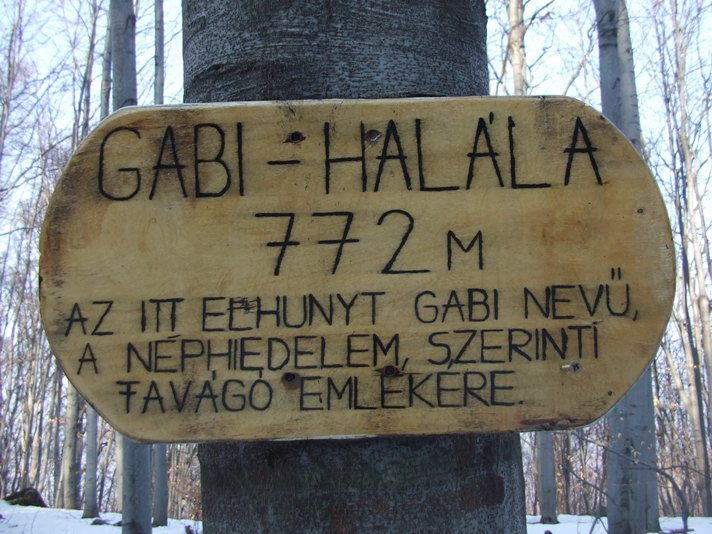 GABI - HALÁLA
772 M
AZ ITT ELHUNYT GABI NEVŰ,
A NÉPHIEDELEM, SZERINTI
FAVÁGÓ EMLÉKÉRE.